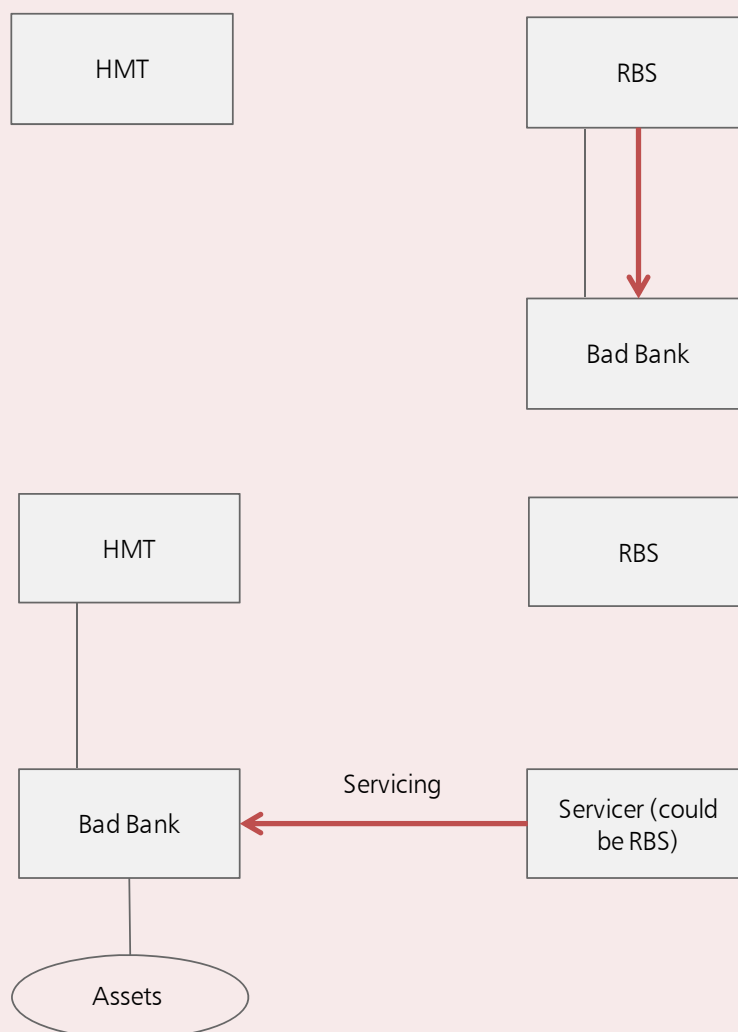 HMT
RBS
Bad Bank
HMT
RBS
Servicing
Bad Bank
Servicer (could
be RBS)
Assets